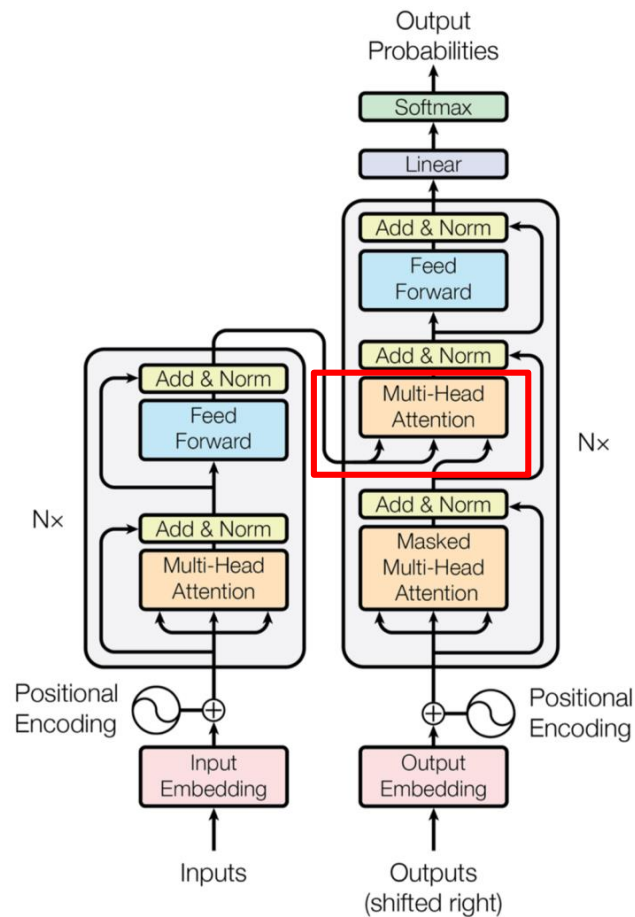 Output
Probabilities
Softmax
Linear
Add & Norm
Feed
Forward
Add & Norm
Multi-Head
Attention
Add & Norm
Masked
Multi-Head
Attention
Nx
Add & Norm
Feed
Forward
Add & Norm
Multi-Head
Attention
Nx
Positional
Encoding
Positional
Encoding
Input
Embedding
Output
Embedding
Inputs
Outputs
(shifted right)